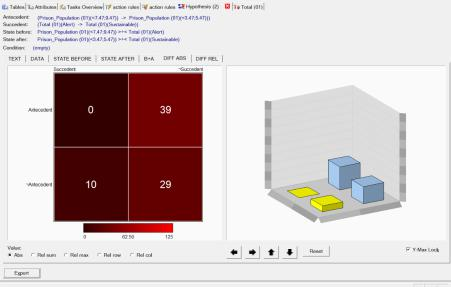 Tables Attributes Tasks Overview action rules action rules Hypothesis (2) Total (01)
Antecedent: (Prison_Population (01)(<7.47;9.47)) -> Prison_Population (01)(<3.47;5.47)))
Succedent: (Total (01)(Alert) -> Total (01)(Sustainable))
State before: Prison_Population (01)(<7.47;9.47)) >÷< Total (01)(Alert)
State after: Prison_Population (01)(<3.47;5.47)) >÷< Total (01)(Sustainable)
Condition: (empty)
TEXT DATA STATE BEFORE STATE AFTER B+A DIFF ABS DIFF REL
Succedent ¬Succedent
Antecedent 0 39
¬Antecedent 10 29
0 62.50 125
Value:
Abs Rel sum Rel max Rel row Rel col
Reset Y-Max Lock
Export